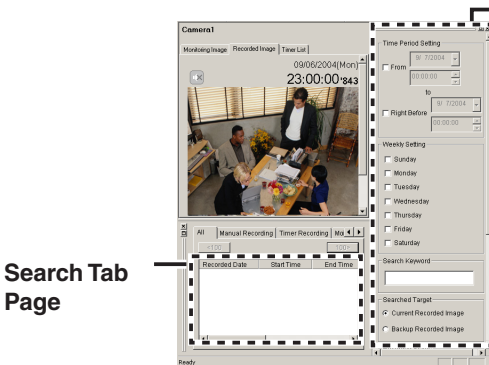 Camera1
Monitoring Image Recorded Image Timer List
09/06/2004(Mon)
23:00:00'843
Time Period Setting
From
9/ 7/2004
00:00:00
to
Right Before
9/ 7/2004
00:00:00
Weekly Setting
Sunday
Monday
Tuesday
Wednesday
Thursday
Friday
Saturday
Search Keyword
Searched Target
Current Recorded Image
Backup Recorded Image
All Manual Recording Timer Recording Mo
<100 100>
Recorded Date Start Time End Time
Search Tab
Page
Ready